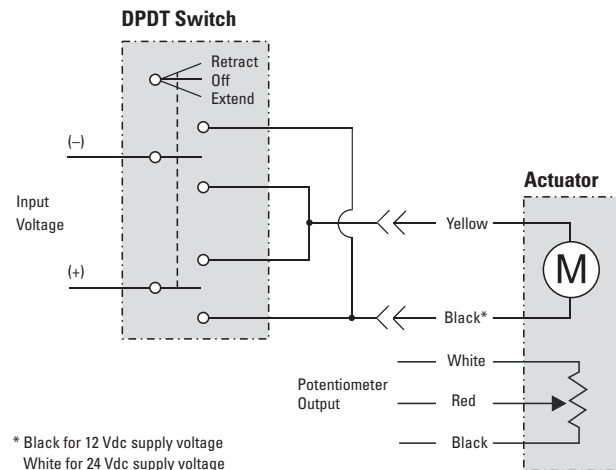 DPDT Switch
Retract
Off
Extend
(–)
Input
Voltage
(+)
Actuator
Yellow
M
Black*
White
Potentiometer
Output
Red
Black
* Black for 12 Vdc supply voltage
White for 24 Vdc supply voltage